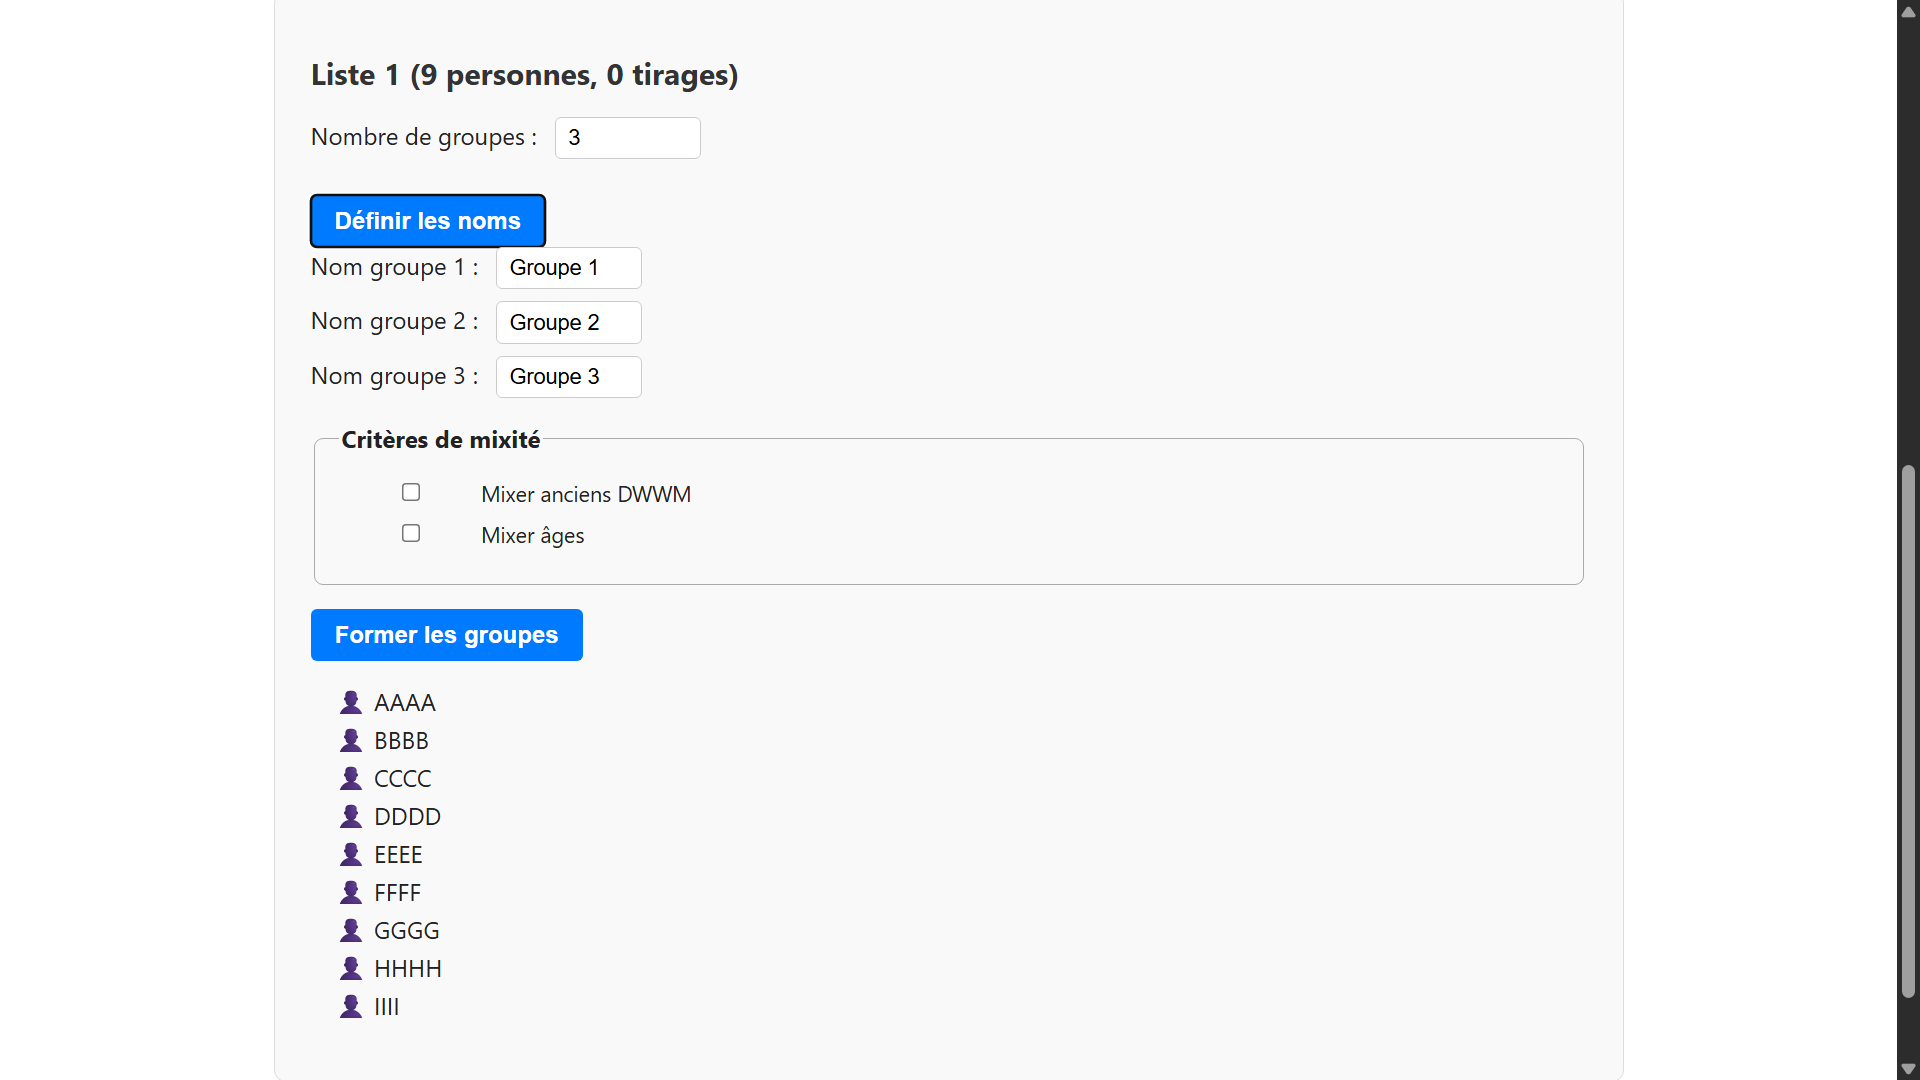 Liste 1 (9 personnes, 0 tirages)
Nombre de groupes : 3
Définir les noms
Nom groupe 1 : Groupe 1
Nom groupe 2 : Groupe 2
Nom groupe 3 : Groupe 3
Critères de mixité
Mixer anciens DWWM
Mixer âges
Former les groupes
AAAA
BBBB
CCCC
DDDD
EEEE
FFFF
GGGG
HHHH
IIII